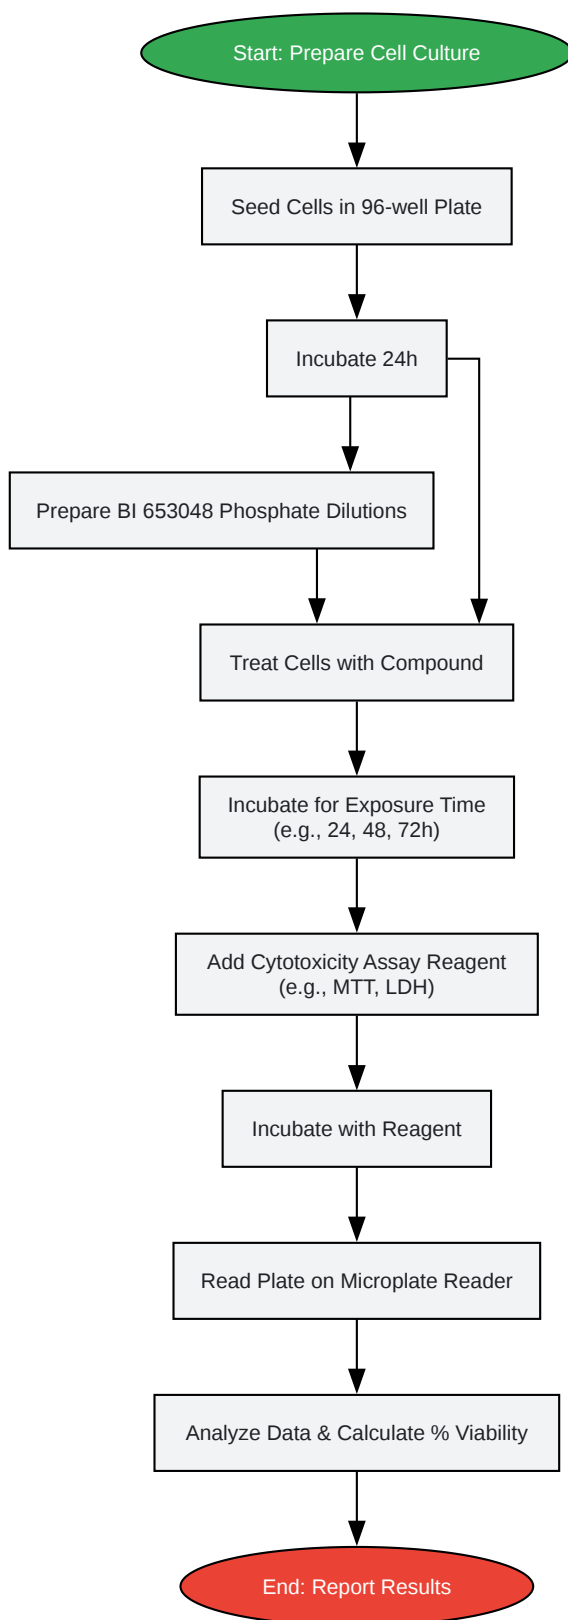 Start: Prepare Cell Culture
Seed Cells in 96-well Plate
Incubate 24h
Prepare BI 653048 Phosphate Dilutions
Treat Cells with Compound
Incubate for Exposure Time
(e.g., 24, 48, 72h)
Add Cytotoxicity Assay Reagent
(e.g., MTT, LDH)
Incubate with Reagent
Read Plate on Microplate Reader
Analyze Data & Calculate % Viability
End: Report Results